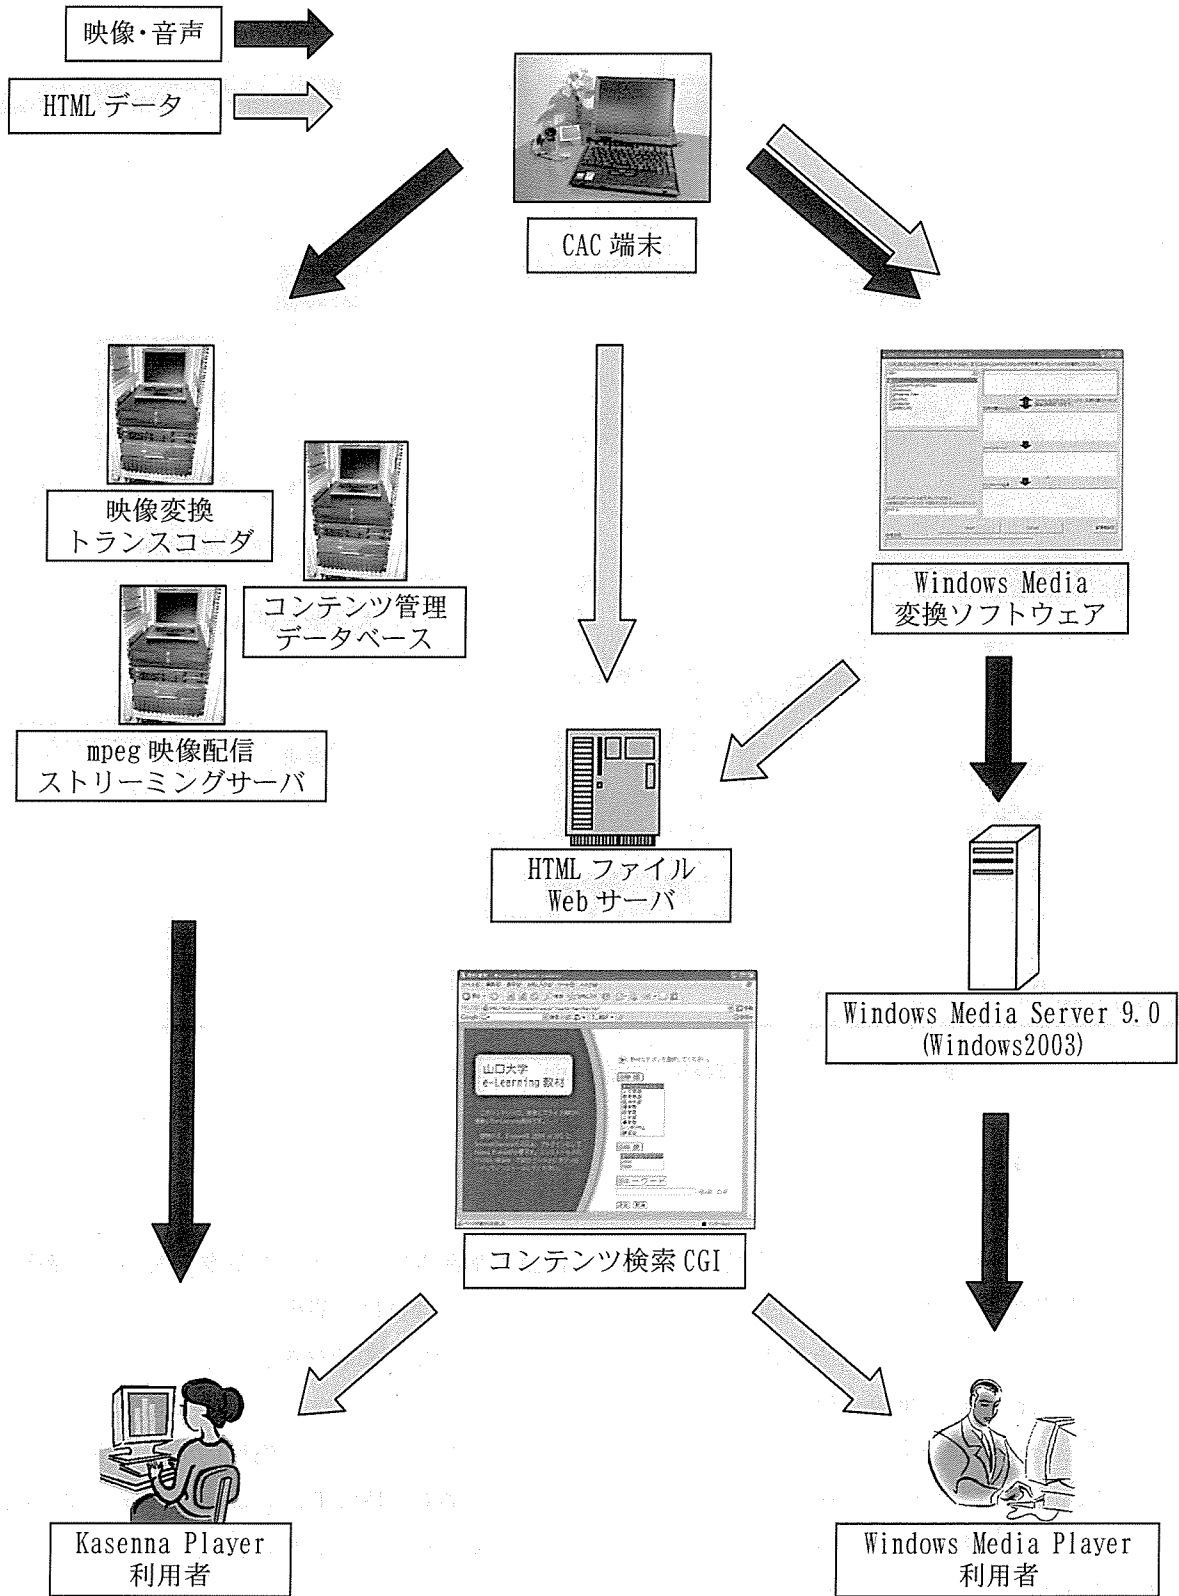 映像・音声
HTML データ
CAC 端末
映像変換
トランスコーダ
コンテンツ管理
データベース
mpeg 映像配信
ストリーミングサーバ
Windows Media
変換ソフトウェア
HTML ファイル
Web サーバ
Windows Media Server 9.0
(Windows2003)
山口大学
e-Learning 教材
キーワード
コンテンツ検索 CGI
Kasenna Player
利用者
Windows Media Player
利用者